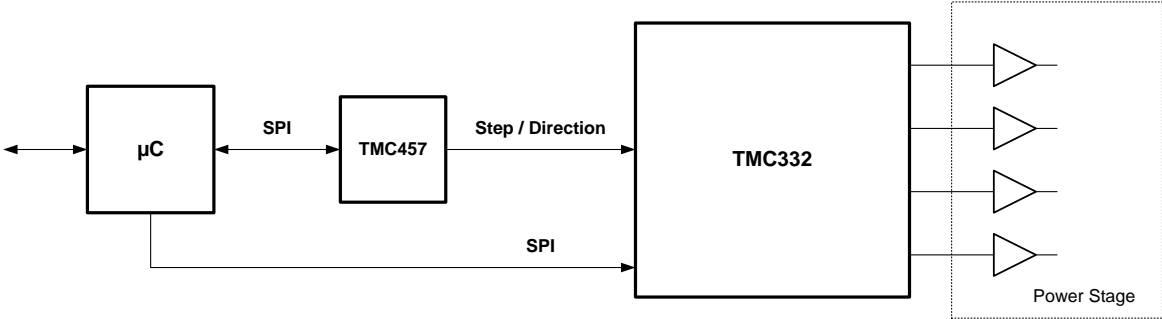 µC
SPI
TMC457
Step / Direction
TMC332
SPI
Power Stage